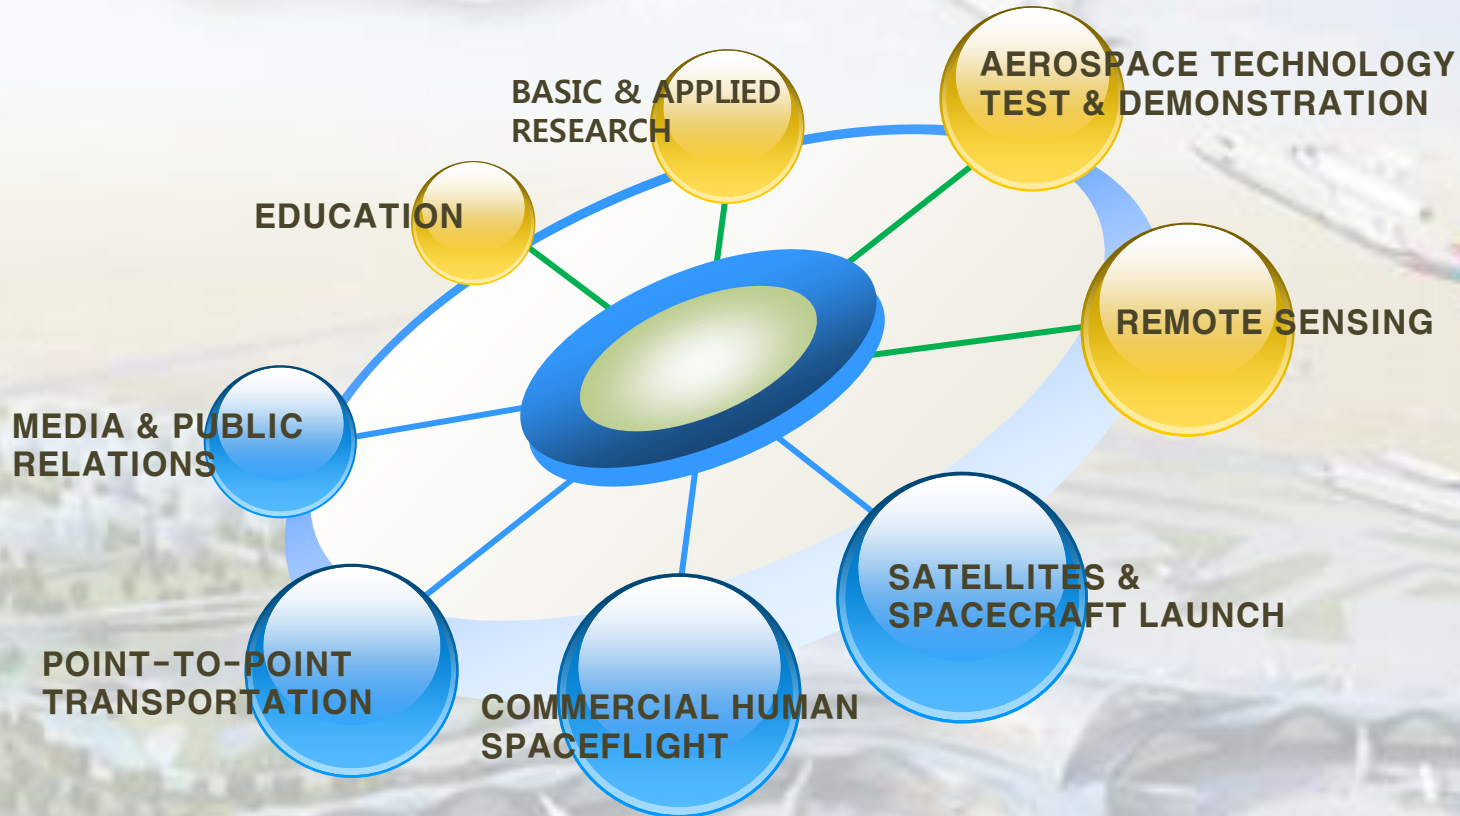 AEROSPACE TECHNOLOGY
TEST & DEMONSTRATION
BASIC & APPLIED
RESEARCH
EDUCATION
REMOTE SENSING
MEDIA & PUBLIC
RELATIONS
SATELLITES &
SPACECRAFT LAUNCH
POINT-TO-POINT
TRANSPORTATION
COMMERCIAL HUMAN
SPACEFLIGHT